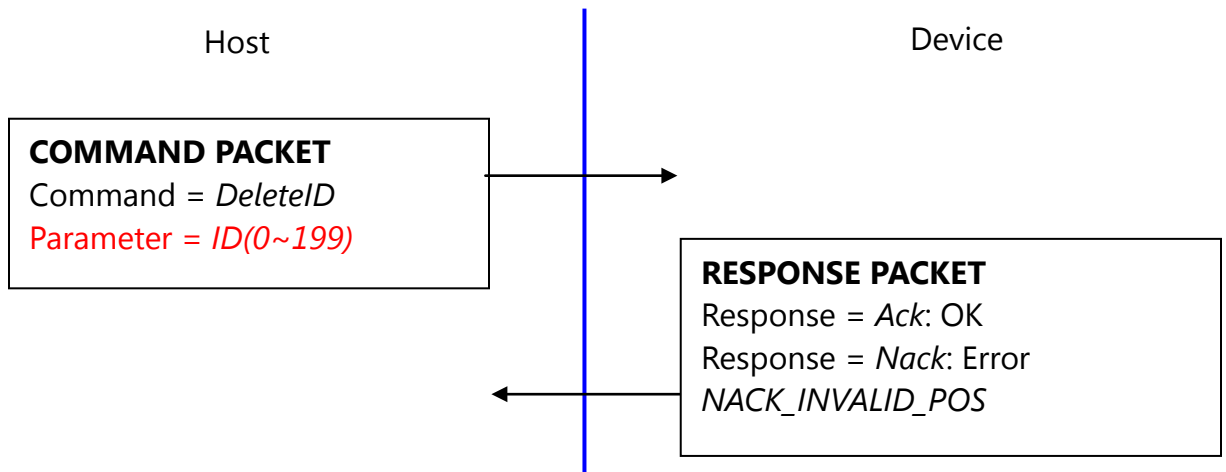 Host
Device
COMMAND PACKET
Command = DeleteID
Parameter = ID(0~199)
RESPONSE PACKET
Response = Ack: OK
Response = Nack: Error
NACK_INVALID_POS